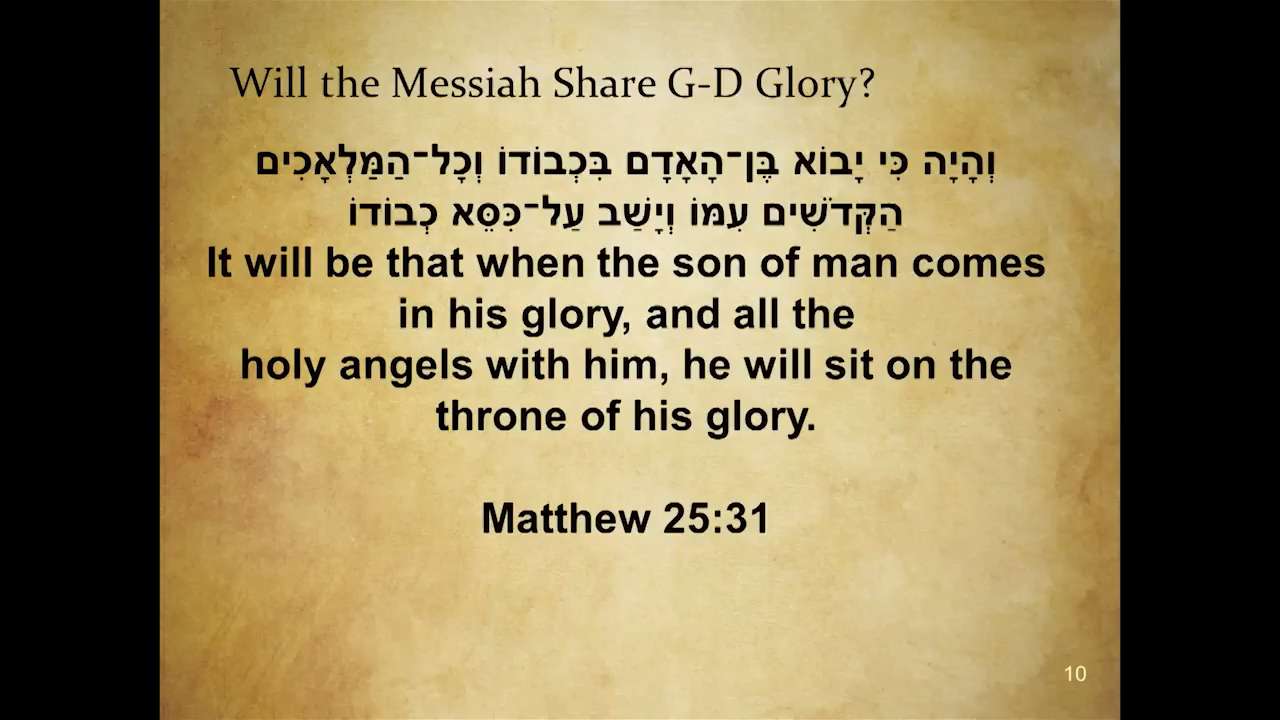 Will the Messiah Share G-D Glory?
וְהָיָה כִּי יָבוֹא בֶּן־הָאָדָם בִּכְבוֹדוֹ וְכָל־הַמַּלְאָכִים
הַקְּדֹשִׁים עִמּוֹ וְיָשַׁב עַל־כִּסֵּא כְבוֹדוֹ
It will be that when the son of man comes
in his glory, and all the
holy angels with him, he will sit on the
throne of his glory.
Matthew 25:31
10